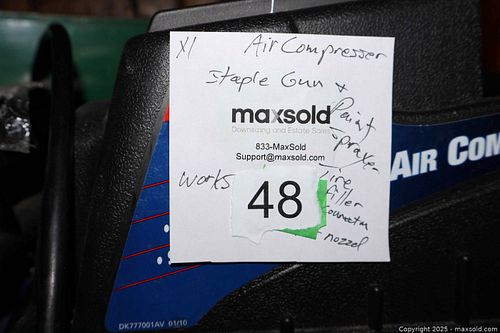 X1 Air Compresser
Staple Gun +
Paint
Sprayer
maxsold
Downsizing and Estate Sales
833-MaxSold
Support@maxsold.com
Works
48
Tire
filler
connector
nozzel
AIR COM
DK777001AV 01/10
Copyright 2025 - maxsold.com